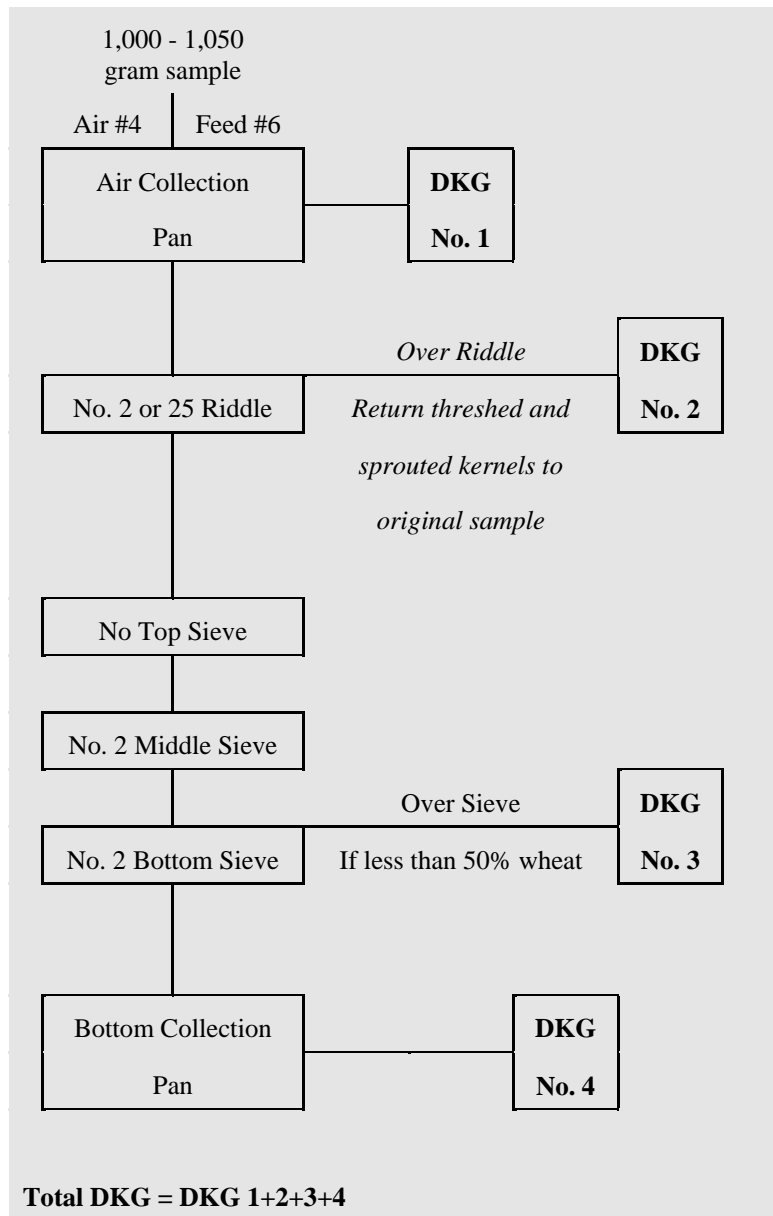 1,000 - 1,050
gram sample
Air #4
Feed #6
Air Collection
Pan
DKG
No. 1
No. 2 or 25 Riddle
Over Riddle
Return threshed and
sprouted kernels to
original sample
DKG
No. 2
No Top Sieve
No. 2 Middle Sieve
No. 2 Bottom Sieve
Over Sieve
If less than 50% wheat
DKG
No. 3
Bottom Collection
Pan
DKG
No. 4
Total DKG = DKG 1+2+3+4